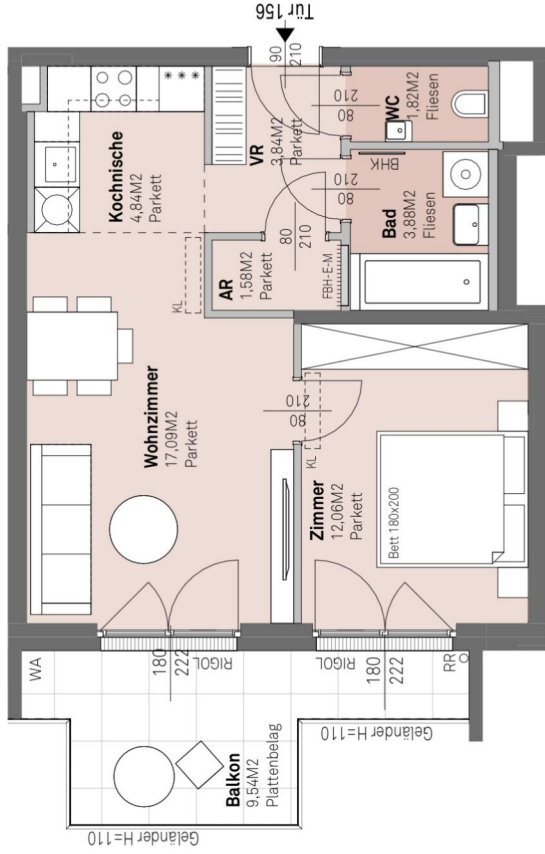 Tür 156
90
210
Kochnische
4,84M2
Parkett
VR
3,84M2
Parkett
80
210
WC
1,82M2
Fliesen
BHK
80
210
Bad
3,88M2
Fliesen
AR
1,58M2
Parkett
80
210
FBH-E-M
KL
Wohnzimmer
17,09M2
Parkett
80
210
KL
Zimmer
12,06M2
Parkett
Bett 180x200
180
222
RIGOL
180
222
RIGOL
WA
RR
Balkon
9,54M2
Plattenbelag
Geländer H=110
Geländer H=110